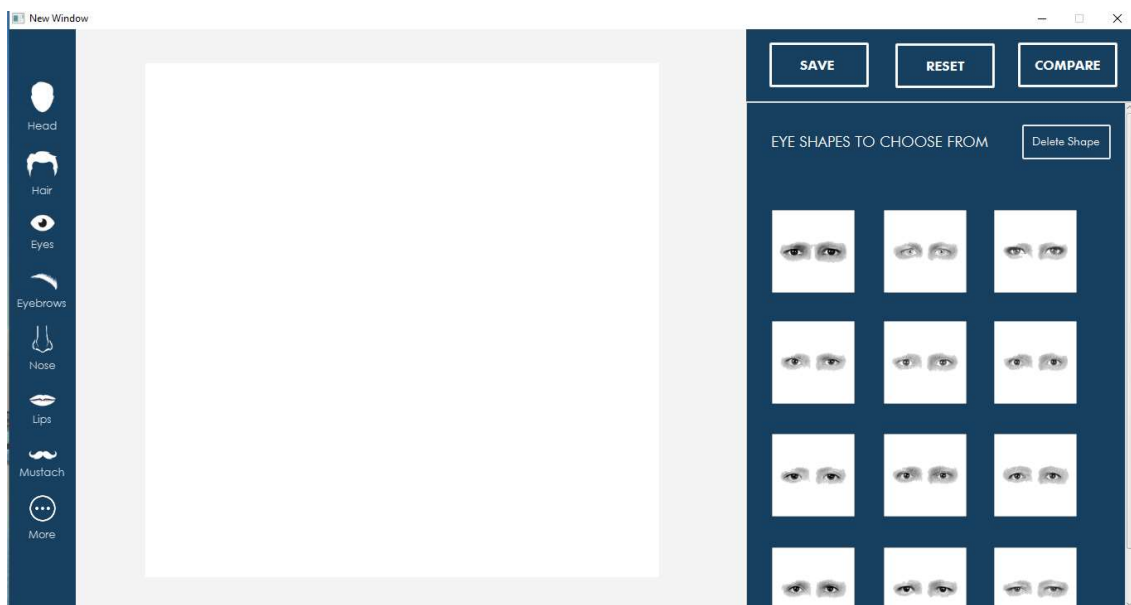 New Window
Head
Hair
Eyes
Eyebrows
Nose
Lips
Mustach
More
SAVE
RESET
COMPARE
EYE SHAPES TO CHOOSE FROM
Delete Shape